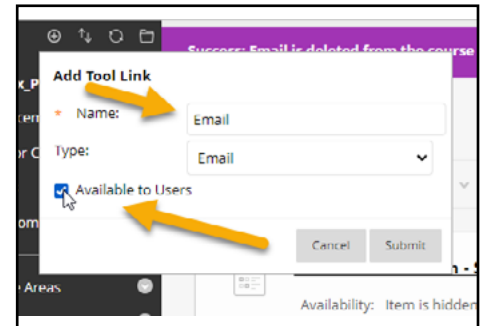 Success: Email is deleted from the course
Add Tool Link
* Name:
Email
Type:
Email
Available to Users
Cancel Submit
Areas
Availability: Item is hidden